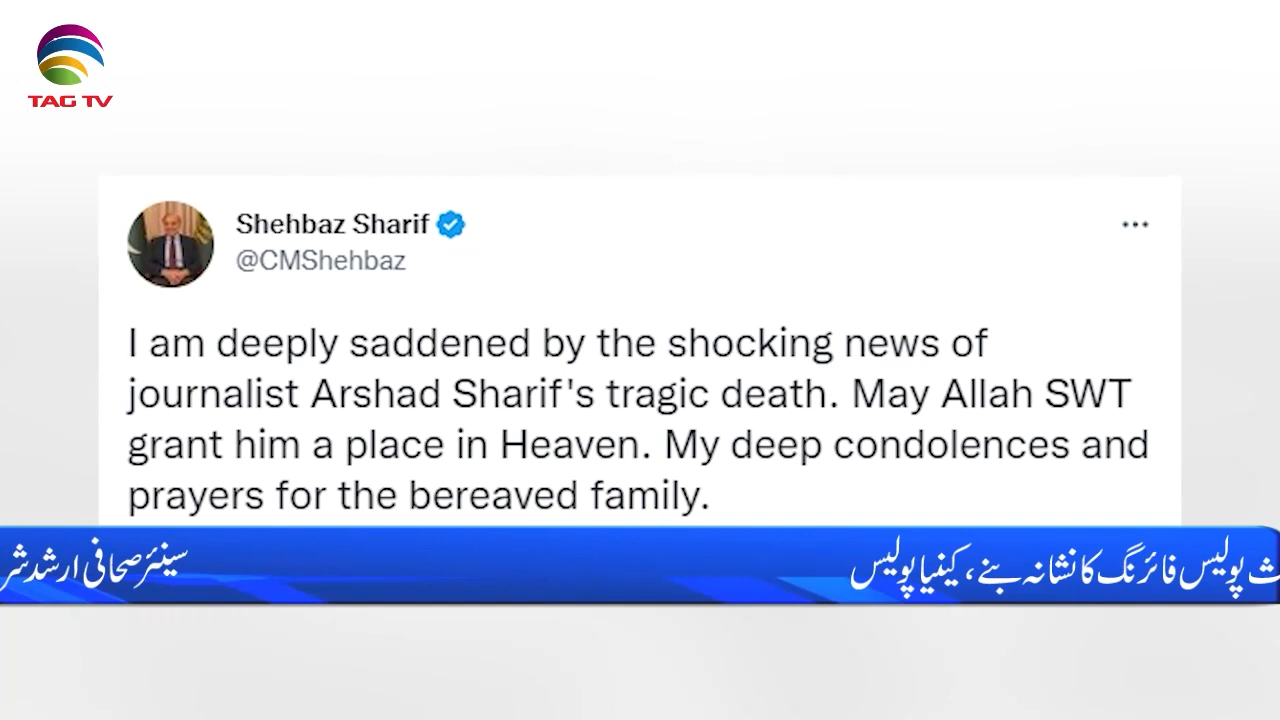 TAG TV
Shehbaz Sharif
@CMShehbaz
I am deeply saddened by the shocking news of
journalist Arshad Sharif's tragic death. May Allah SWT
grant him a place in Heaven. My deep condolences and
prayers for the bereaved family.
پولیس فائرنگ کا نشانہ بنے، کینیا پولیس
سینئر صحافی ارشد